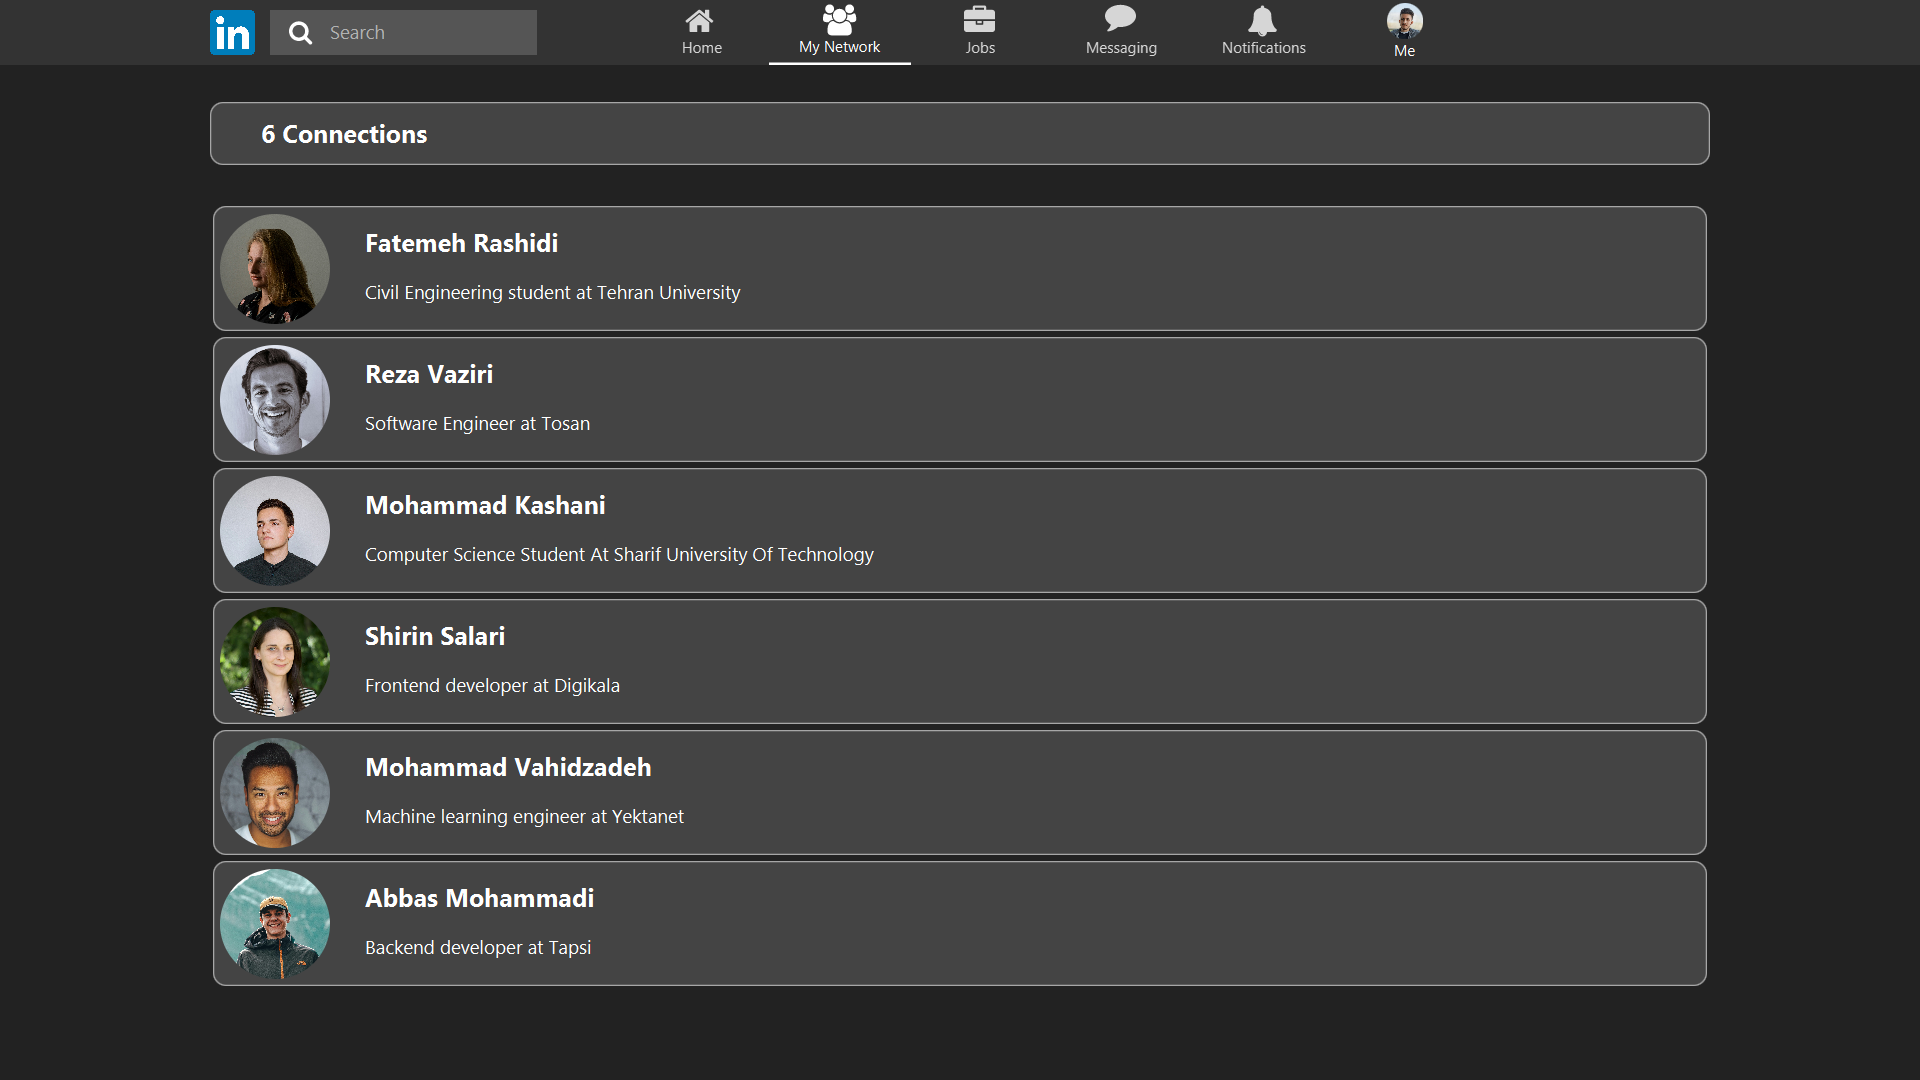 in Search Home My Network Jobs Messaging Notifications Me
6 Connections
Fatemeh Rashidi
Civil Engineering student at Tehran University
Reza Vaziri
Software Engineer at Tosan
Mohammad Kashani
Computer Science Student At Sharif University Of Technology
Shirin Salari
Frontend developer at Digikala
Mohammad Vahidzadeh
Machine learning engineer at Yektanet
Abbas Mohammadi
Backend developer at Tapsi